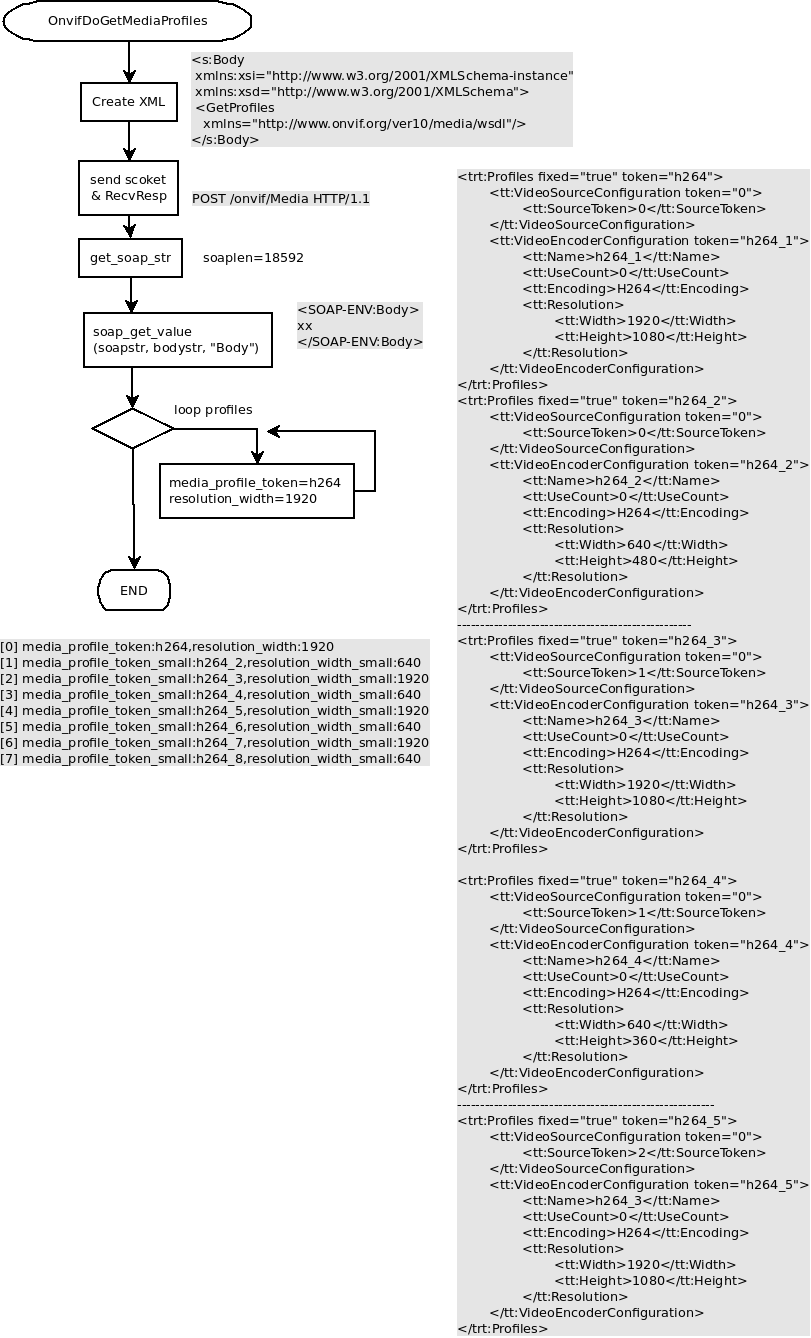 OnvifDoGetMediaProfiles
Create XML
<s:Body
xmlns:xsi="http://www.w3.org/2001/XMLSchema-instance"
xmlns:xsd="http://www.w3.org/2001/XMLSchema">
<GetProfiles
xmlns="http://www.onvif.org/ver10/media/wsdl"/>
</s:Body>
send scoket
& RecvResp
POST /onvif/Media HTTP/1.1
get_soap_str
soaplen=18592
soap_get_value
(soapstr, bodystr, "Body")
<SOAP-ENV:Body>
xx
</SOAP-ENV:Body>
loop profiles
media_profile_token=h264
resolution_width=1920
END
[0] media_profile_token:h264,resolution_width:1920
[1] media_profile_token_small:h264_2,resolution_width_small:640
[2] media_profile_token_small:h264_3,resolution_width_small:1920
[3] media_profile_token_small:h264_4,resolution_width_small:640
[4] media_profile_token_small:h264_5,resolution_width_small:1920
[5] media_profile_token_small:h264_6,resolution_width_small:640
[6] media_profile_token_small:h264_7,resolution_width_small:1920
[7] media_profile_token_small:h264_8,resolution_width_small:640
<trt:Profiles fixed="true" token="h264">
<tt:VideoSourceConfiguration token="0">
<tt:SourceToken>0</tt:SourceToken>
</tt:VideoSourceConfiguration>
<tt:VideoEncoderConfiguration token="h264_1">
<tt:Name>h264_1</tt:Name>
<tt:UseCount>0</tt:UseCount>
<tt:Encoding>H264</tt:Encoding>
<tt:Resolution>
<tt:Width>1920</tt:Width>
<tt:Height>1080</tt:Height>
</tt:Resolution>
</tt:VideoEncoderConfiguration>
</trt:Profiles>
<trt:Profiles fixed="true" token="h264_2">
<tt:VideoSourceConfiguration token="0">
<tt:SourceToken>0</tt:SourceToken>
</tt:VideoSourceConfiguration>
<tt:VideoEncoderConfiguration token="h264_2">
<tt:Name>h264_2</tt:Name>
<tt:UseCount>0</tt:UseCount>
<tt:Encoding>H264</tt:Encoding>
<tt:Resolution>
<tt:Width>640</tt:Width>
<tt:Height>480</tt:Height>
</tt:Resolution>
</tt:VideoEncoderConfiguration>
</trt:Profiles>
----------------------------------------------------
<trt:Profiles fixed="true" token="h264_3">
<tt:VideoSourceConfiguration token="0">
<tt:SourceToken>1</tt:SourceToken>
</tt:VideoSourceConfiguration>
<tt:VideoEncoderConfiguration token="h264_3">
<tt:Name>h264_3</tt:Name>
<tt:UseCount>0</tt:UseCount>
<tt:Encoding>H264</tt:Encoding>
<tt:Resolution>
<tt:Width>1920</tt:Width>
<tt:Height>1080</tt:Height>
</tt:Resolution>
</tt:VideoEncoderConfiguration>
</trt:Profiles>
<trt:Profiles fixed="true" token="h264_4">
<tt:VideoSourceConfiguration token="0">
<tt:SourceToken>1</tt:SourceToken>
</tt:VideoSourceConfiguration>
<tt:VideoEncoderConfiguration token="h264_4">
<tt:Name>h264_4</tt:Name>
<tt:UseCount>0</tt:UseCount>
<tt:Encoding>H264</tt:Encoding>
<tt:Resolution>
<tt:Width>640</tt:Width>
<tt:Height>360</tt:Height>
</tt:Resolution>
</tt:VideoEncoderConfiguration>
</trt:Profiles>
---------------------------------------------------------
<trt:Profiles fixed="true" token="h264_5">
<tt:VideoSourceConfiguration token="0">
<tt:SourceToken>2</tt:SourceToken>
</tt:VideoSourceConfiguration>
<tt:VideoEncoderConfiguration token="h264_5">
<tt:Name>h264_3</tt:Name>
<tt:UseCount>0</tt:UseCount>
<tt:Encoding>H264</tt:Encoding>
<tt:Resolution>
<tt:Width>1920</tt:Width>
<tt:Height>1080</tt:Height>
</tt:Resolution>
</tt:VideoEncoderConfiguration>
</trt:Profiles>